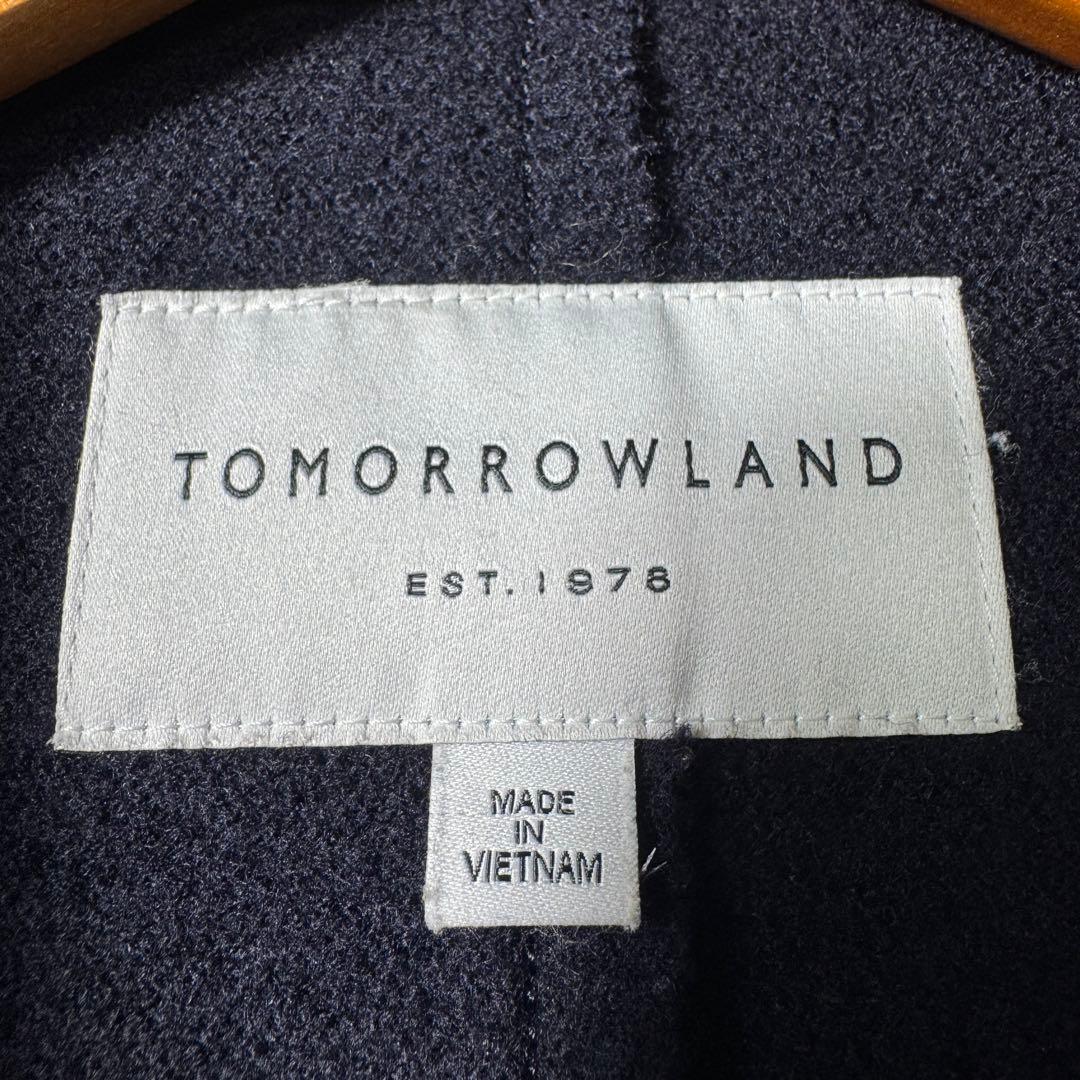 TOMORROWLAND
EST. 1978
MADE
IN
VIETNAM